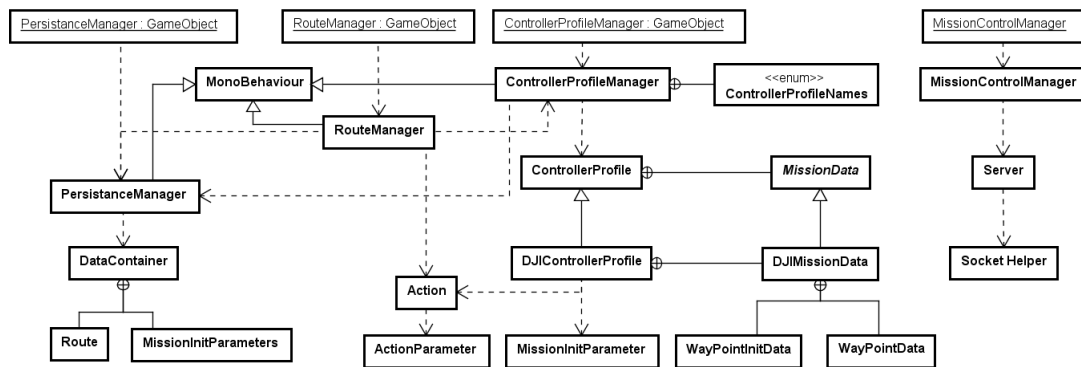 PersistanceManager : GameObject
RouteManager : GameObject
ControllerProfileManager : GameObject
MissionControlManager
MonoBehaviour
ControllerProfileManager
<<enum>>
ControllerProfileNames
MissionControlManager
RouteManager
PersistanceManager
ControllerProfile
MissionData
Server
DataContainer
DJIControllerProfile
DJIMissionData
Socket Helper
Action
Route
MissionInitParameters
ActionParameter
MissionInitParameter
WayPointInitData
WayPointData